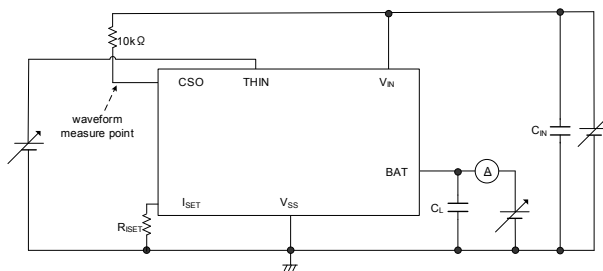 10kΩ
CSO
THIN
VIN
waveform
measure point
CIN
BAT
A
ISET
VSS
CL
RISET